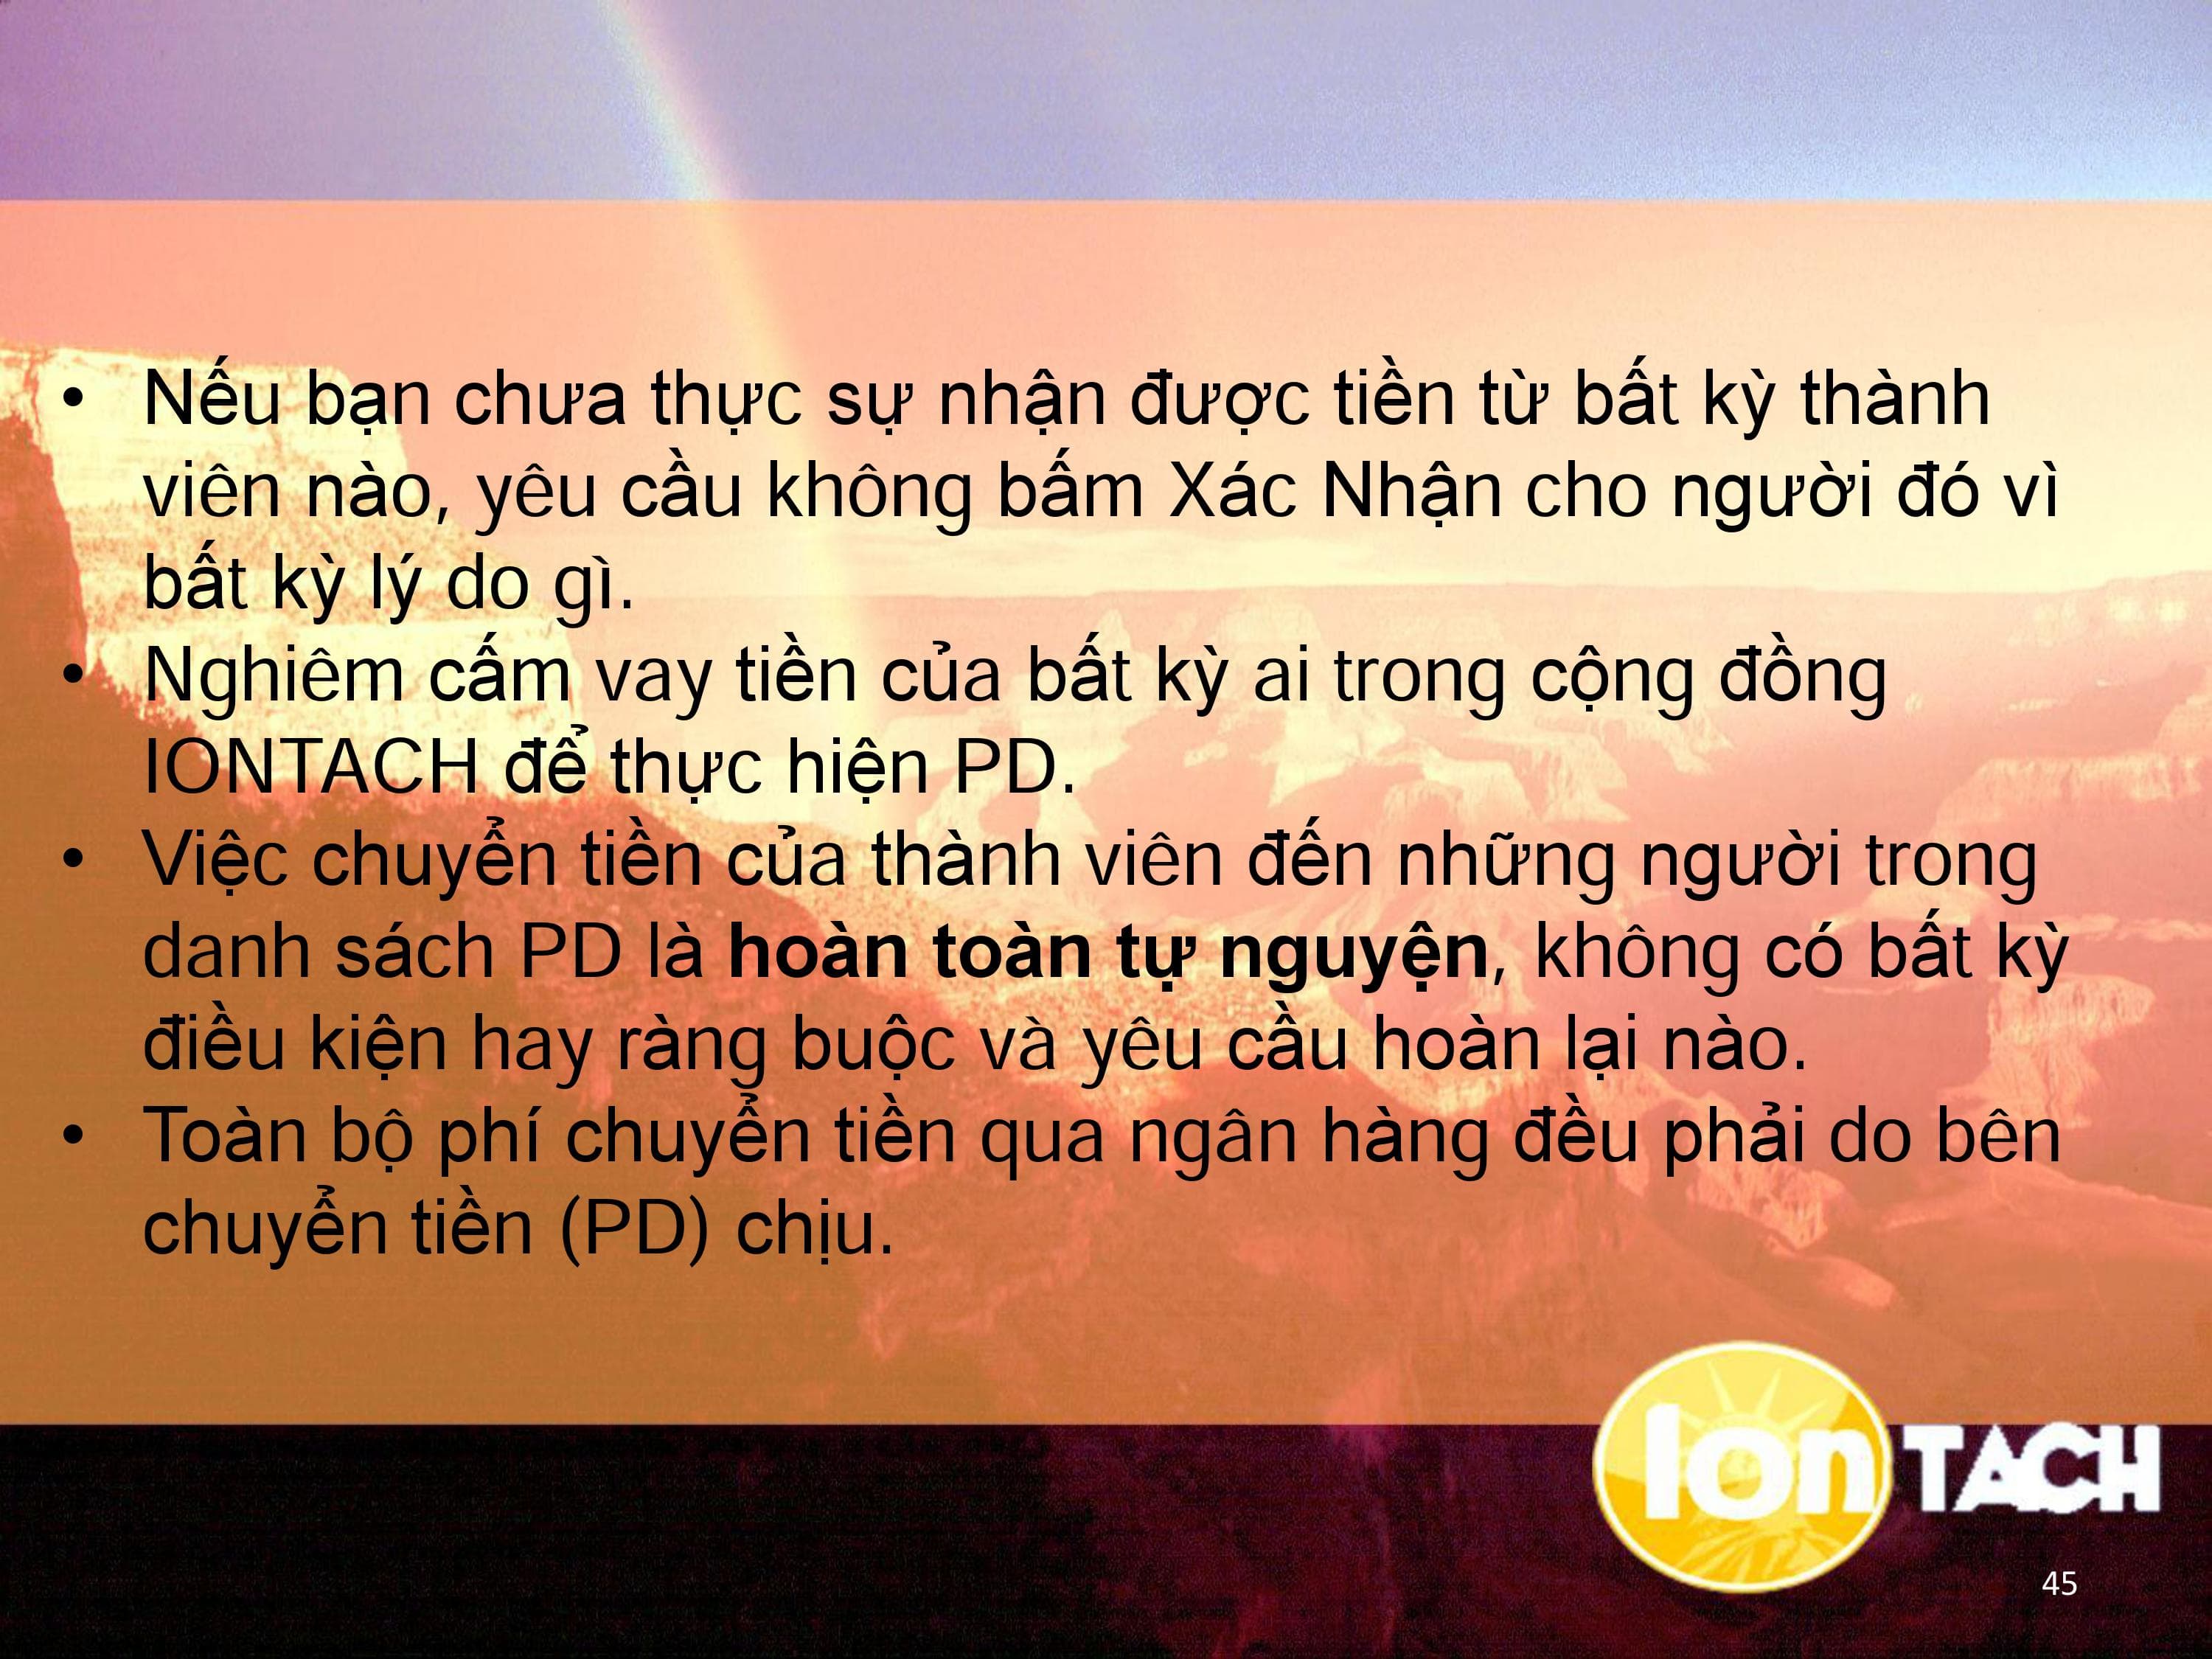 • Nếu bạn chưa thực sự nhận được tiền từ bất kỳ thành
viên nào, yêu cầu không bấm Xác Nhận cho người đó vì
bất kỳ lý do gì.
• Nghiêm cấm vay tiền của bất kỳ ai trong cộng đồng
IONTACH để thực hiện PD.
• Việc chuyển tiền của thành viên đến những người trong
danh sách PD là hoàn toàn tự nguyện, không có bất kỳ
điều kiện hay ràng buộc và yêu cầu hoàn lại nào.
• Toàn bộ phí chuyển tiền qua ngân hàng đều phải do bên
chuyển tiền (PD) chịu.
Ion TACH
45